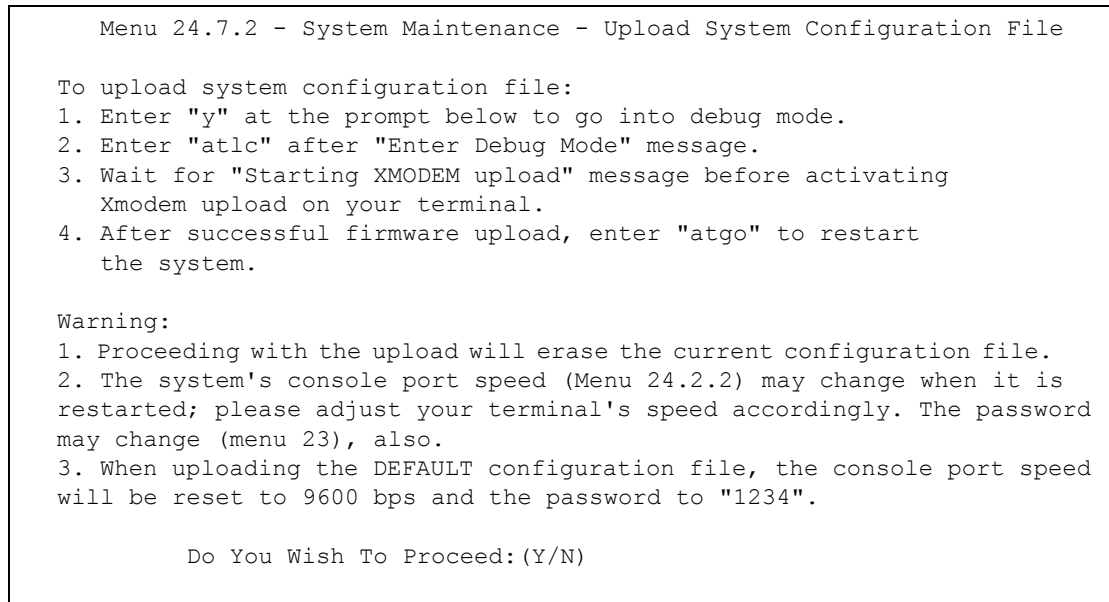 Menu 24.7.2 - System Maintenance - Upload System Configuration File
To upload system configuration file:
1. Enter "y" at the prompt below to go into debug mode.
2. Enter "atlc" after "Enter Debug Mode" message.
3. Wait for "Starting XMODEM upload" message before activating
Xmodem upload on your terminal.
4. After successful firmware upload, enter "atgo" to restart
the system.
Warning:
1. Proceeding with the upload will erase the current configuration file.
2. The system's console port speed (Menu 24.2.2) may change when it is
restarted; please adjust your terminal's speed accordingly. The password
may change (menu 23), also.
3. When uploading the DEFAULT configuration file, the console port speed
will be reset to 9600 bps and the password to "1234".
Do You Wish To Proceed:(Y/N)